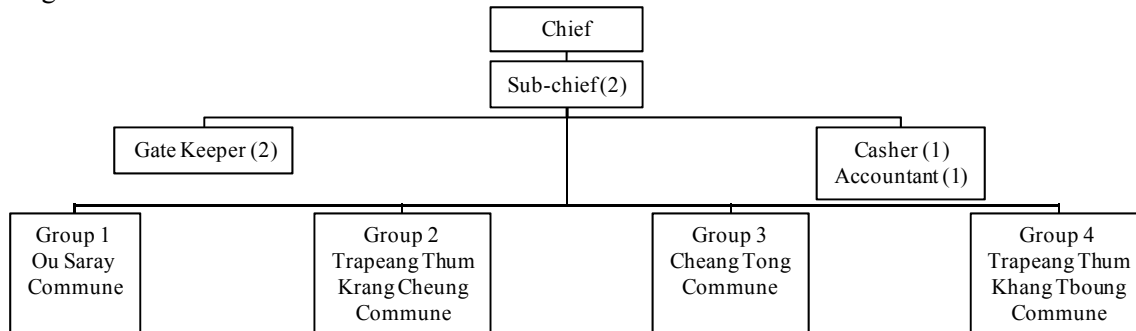 Chief
Sub-chief (2)
Gate Keeper (2)
Casher (1)
Accountant (1)
Group 1
Ou Saray
Commune
Group 2
Trapeang Thum
Krang Cheung
Commune
Group 3
Cheang Tong
Commune
Group 4
Trapeang Thum
Khang Tboung
Commune